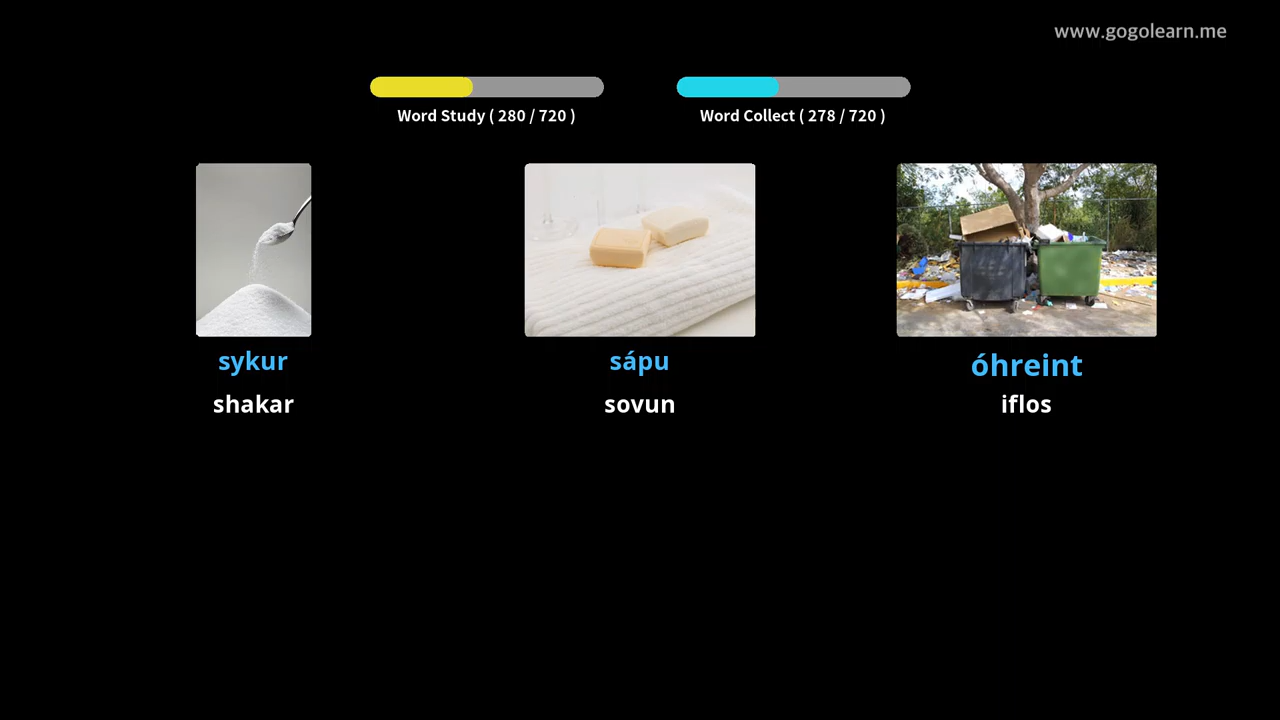 www.gogolearn.me
Word Study ( 280 / 720 )
Word Collect ( 278 / 720 )
sykur
shakar
sápu
sovun
óhreint
iflos